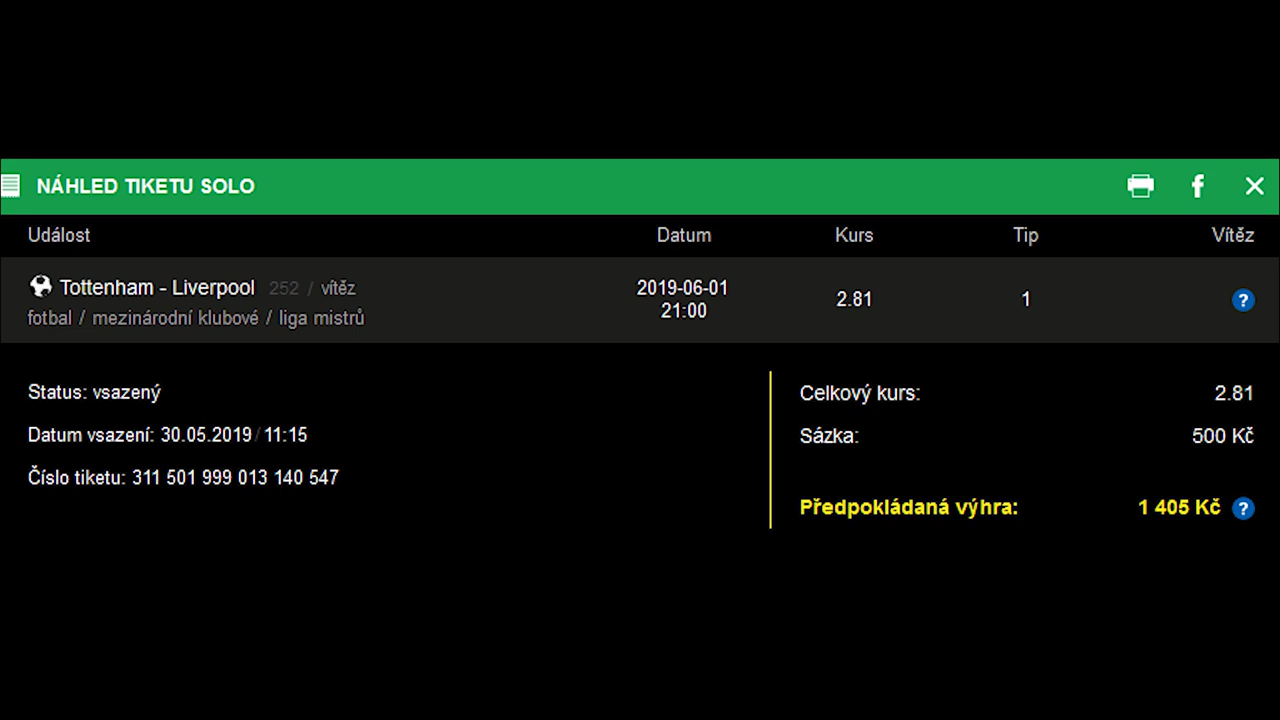 NÁHLED TIKETU SOLO
Událost Datum Kurs Tip Vítěz
Tottenham - Liverpool 252 / vítěz 2019-06-01 21:00 2.81 1 ?
fotbal / mezinárodní klubové / liga mistrů
Status: vsazený
Datum vsazení: 30.05.2019 / 11:15
Číslo tiketu: 311 501 999 013 140 547
Celkový kurs: 2.81
Sázka: 500 Kč
Předpokládaná výhra: 1 405 Kč ?